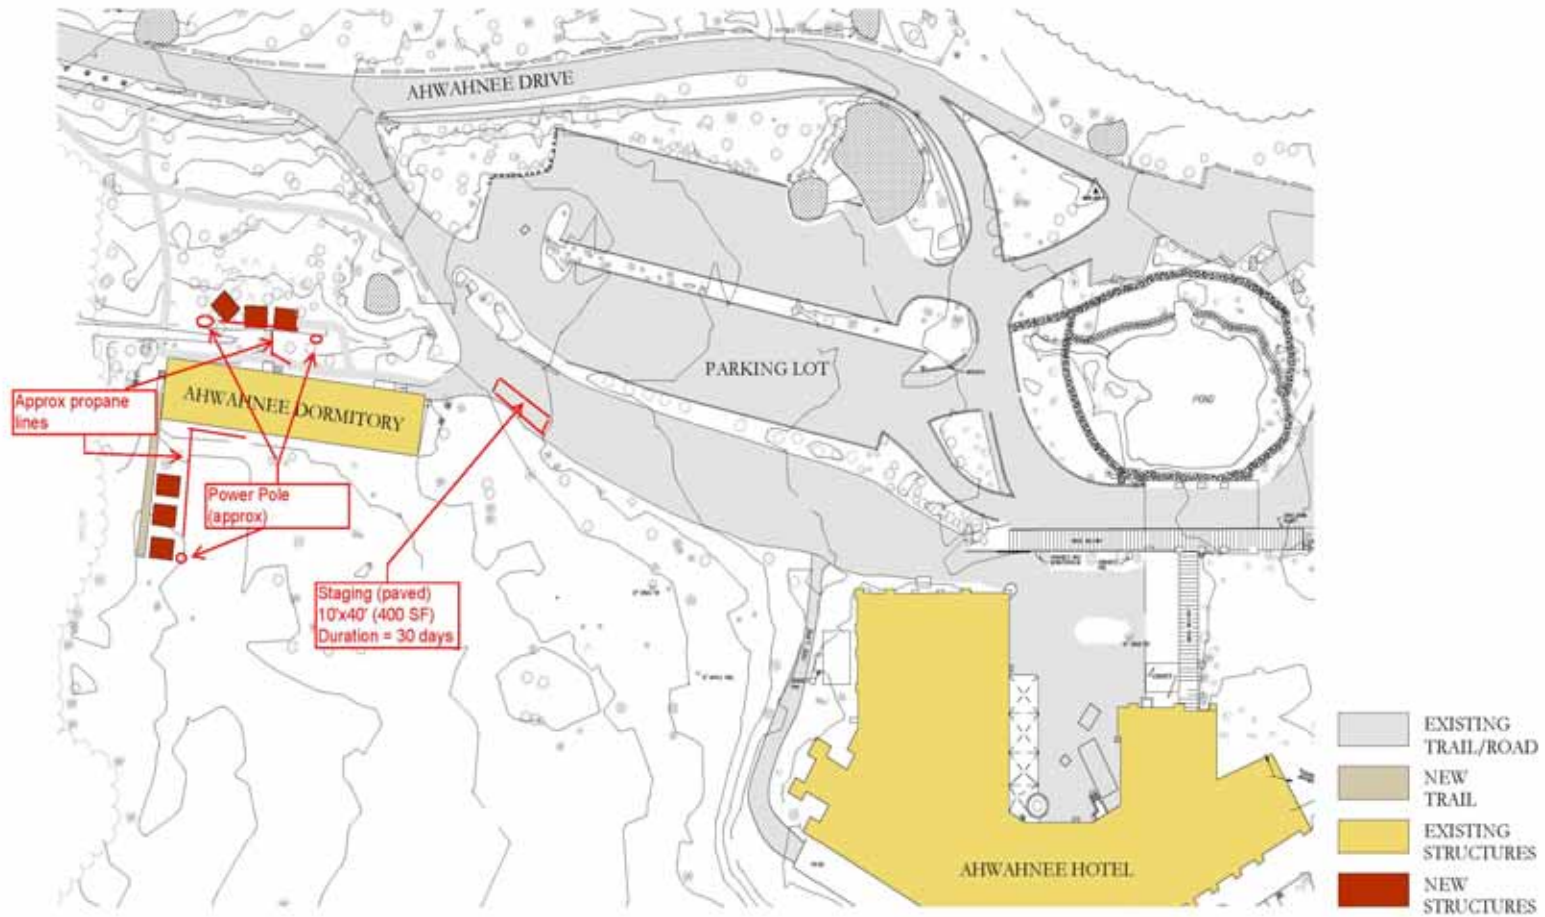 AHWAHNEE DRIVE
PARKING LOT
POND
AHWAHNEE DORMITORY
Approx propane
lines
Power Pole
(approx)
Staging (paved)
10'x40' (400 SF)
Duration = 30 days
AHWAHNEE HOTEL
EXISTING
TRAIL/ROAD
NEW
TRAIL
EXISTING
STRUCTURES
NEW
STRUCTURES